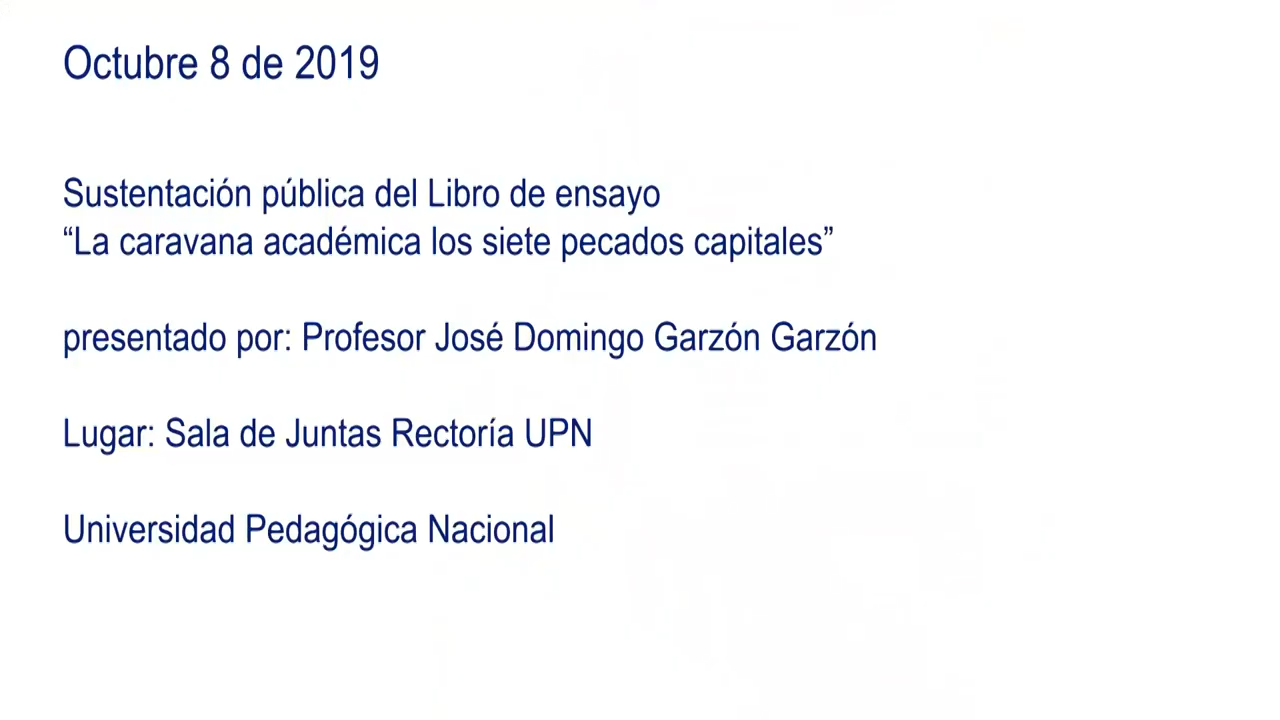 Octubre 8 de 2019
Sustentación pública del Libro de ensayo
“La caravana académica los siete pecados capitales”
presentado por: Profesor José Domingo Garzón Garzón
Lugar: Sala de Juntas Rectoría UPN
Universidad Pedagógica Nacional